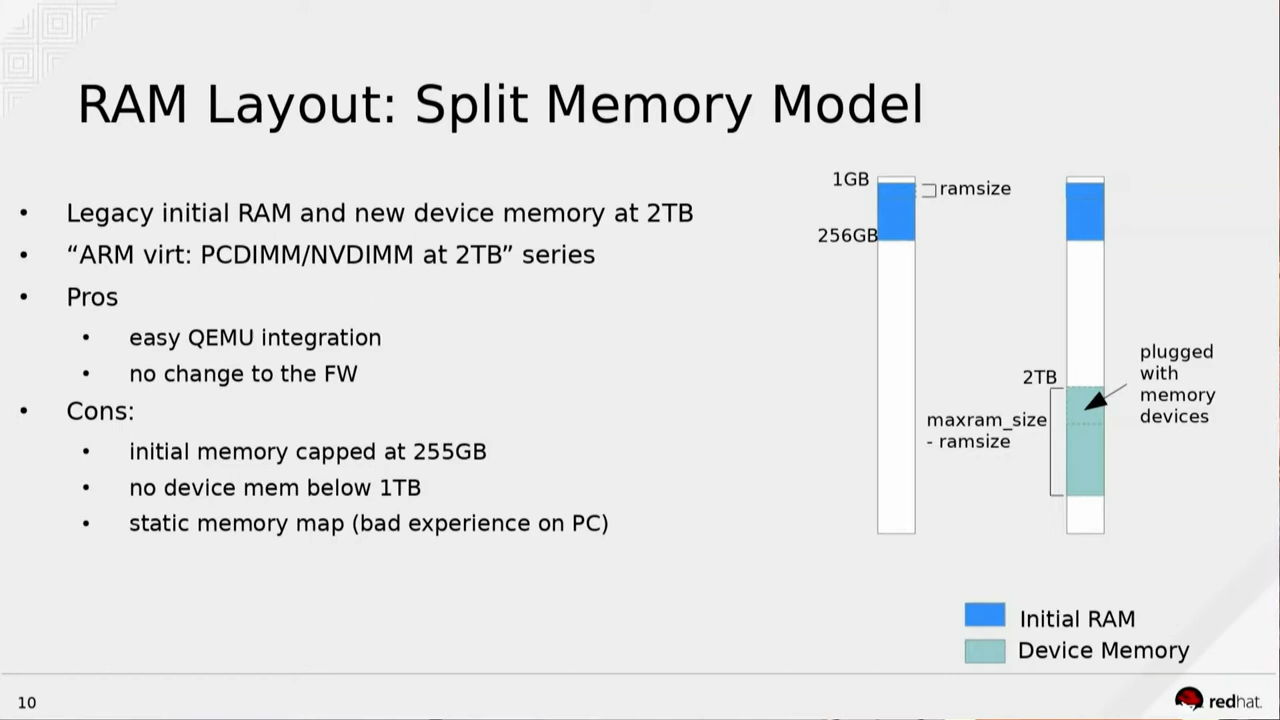 RAM Layout: Split Memory Model
• Legacy initial RAM and new device memory at 2TB
• “ARM virt: PCDIMM/NVDIMM at 2TB” series
• Pros
• easy QEMU integration
• no change to the FW
• Cons:
• initial memory capped at 255GB
• no device mem below 1TB
• static memory map (bad experience on PC)
1GB
ramsize
256GB
2TB
maxram_size
- ramsize
plugged
with
memory
devices
Initial RAM
Device Memory
10
redhat.